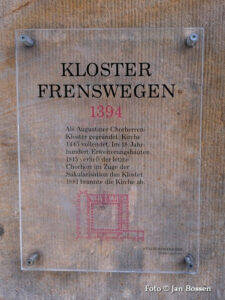 KLOSTER
FRENSWEGEN
1394
Als Augustiner Chorherren-
Kloster gegründet. Kirche
1445 vollendet. Im 18. Jahr-
hundert Erweiterungsbauten.
1815 verließ der letzte
Chorherr im Zuge der
Säkularisation das Kloster.
1881 brannte die Kirche ab.
Foto © Jan Bossen